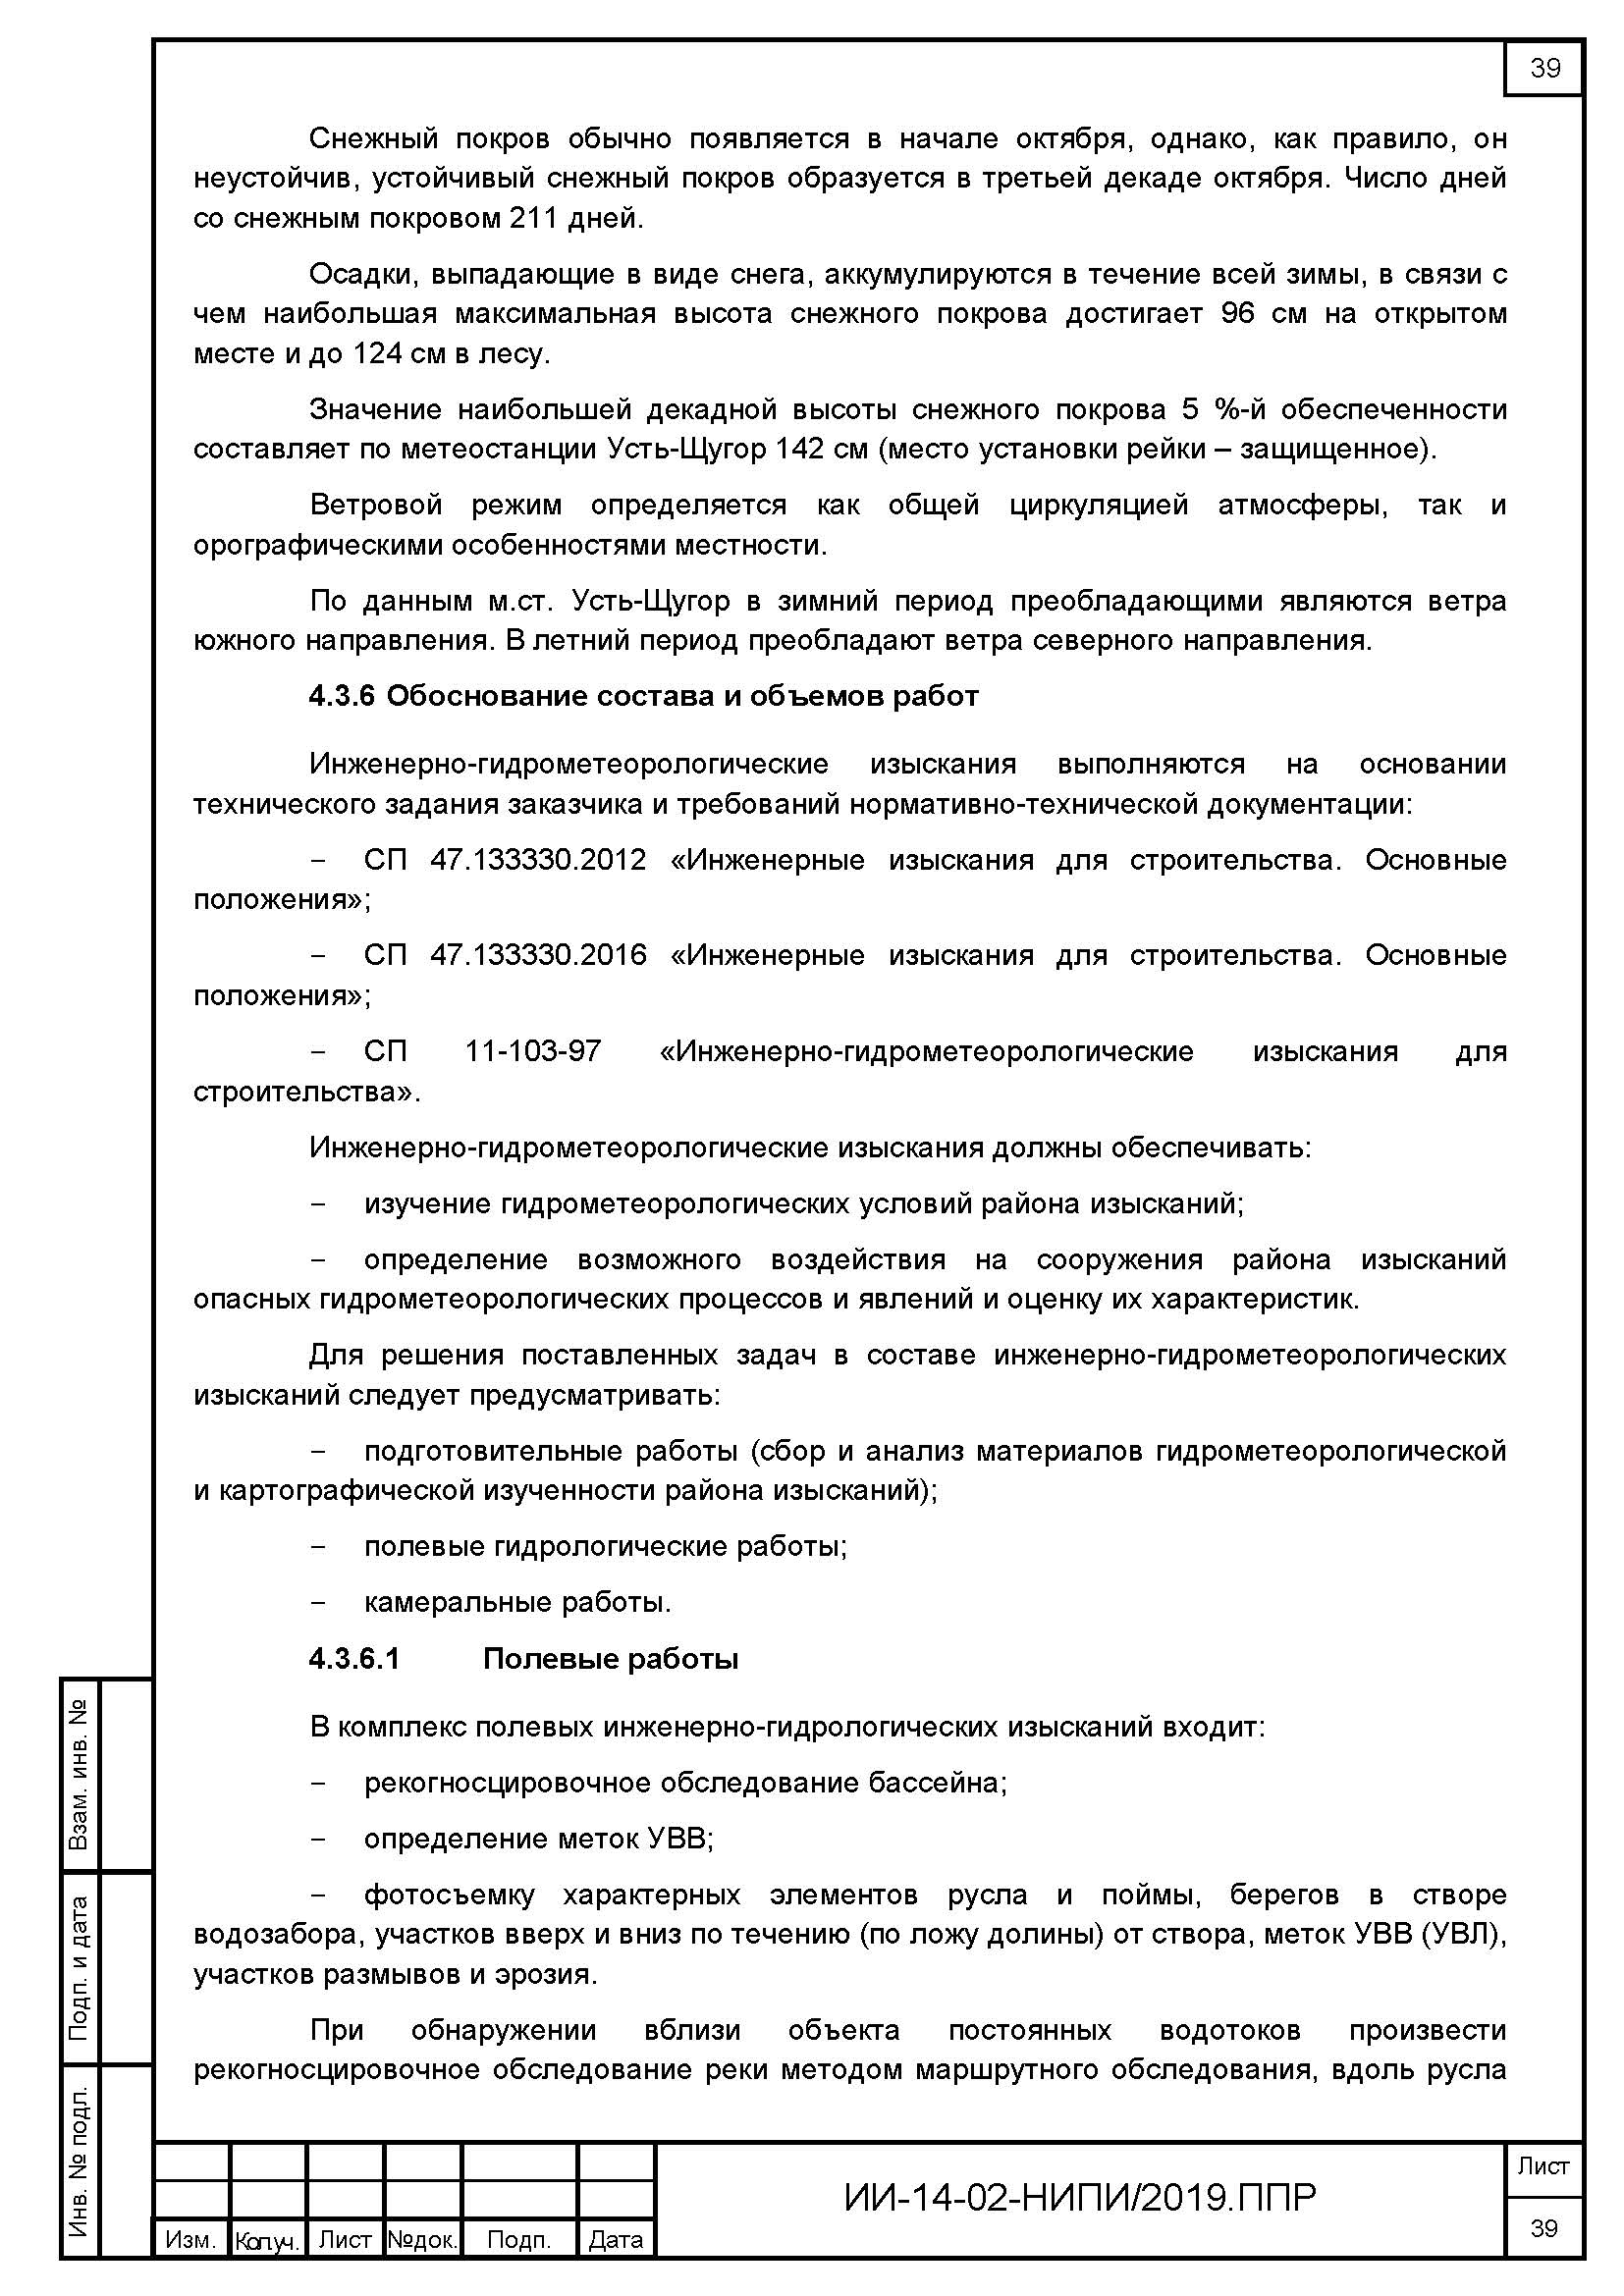 39
Снежный покров обычно появляется в начале октября, однако, как правило, он
неустойчив, устойчивый снежный покров образуется в третьей декаде октября. Число дней
со снежным покровом 211 дней.
Осадки, выпадающие в виде снега, аккумулируются в течение всей зимы, в связи с
чем наибольшая максимальная высота снежного покрова достигает 96 см на открытом
месте и до 124 см в лесу.
Значение наибольшей декадной высоты снежного покрова 5 %-й обеспеченности
составляет по метеостанции Усть-Щугор 142 см (место установки рейки – защищенное).
Ветровой режим определяется как общей циркуляцией атмосферы, так и
орографическими особенностями местности.
По данным м.ст. Усть-Щугор в зимний период преобладающими являются ветра
южного направления. В летний период преобладают ветра северного направления.
4.3.6 Обоснование состава и объемов работ
Инженерно-гидрометеорологические изыскания выполняются на основании
технического задания заказчика и требований нормативно-технической документации:
− СП 47.133330.2012 «Инженерные изыскания для строительства. Основные
положения»;
− СП 47.133330.2016 «Инженерные изыскания для строительства. Основные
положения»;
− СП 11-103-97 «Инженерно-гидрометеорологические изыскания для
строительства».
Инженерно-гидрометеорологические изыскания должны обеспечивать:
− изучение гидрометеорологических условий района изысканий;
− определение возможного воздействия на сооружения района изысканий
опасных гидрометеорологических процессов и явлений и оценку их характеристик.
Для решения поставленных задач в составе инженерно-гидрометеорологических
изысканий следует предусматривать:
− подготовительные работы (сбор и анализ материалов гидрометеорологической
и картографической изученности района изысканий);
− полевые гидрологические работы;
− камеральные работы.
4.3.6.1 Полевые работы
В комплекс полевых инженерно-гидрологических изысканий входит:
− рекогносцировочное обследование бассейна;
− определение меток УВВ;
− фотосъемку характерных элементов русла и поймы, берегов в створе
водозабора, участков вверх и вниз по течению (по ложу долины) от створа, меток УВВ (УВЛ),
участков размывов и эрозия.
При обнаружении вблизи объекта постоянных водотоков произвести
рекогносцировочное обследование реки методом маршрутного обследования, вдоль русла
Взам. инв. №
Подп. и дата
Инв. № подл.
Изм. Кол.уч. Лист №док. Подп. Дата
ИИ-14-02-НИПИ/2019.ППР
Лист
39